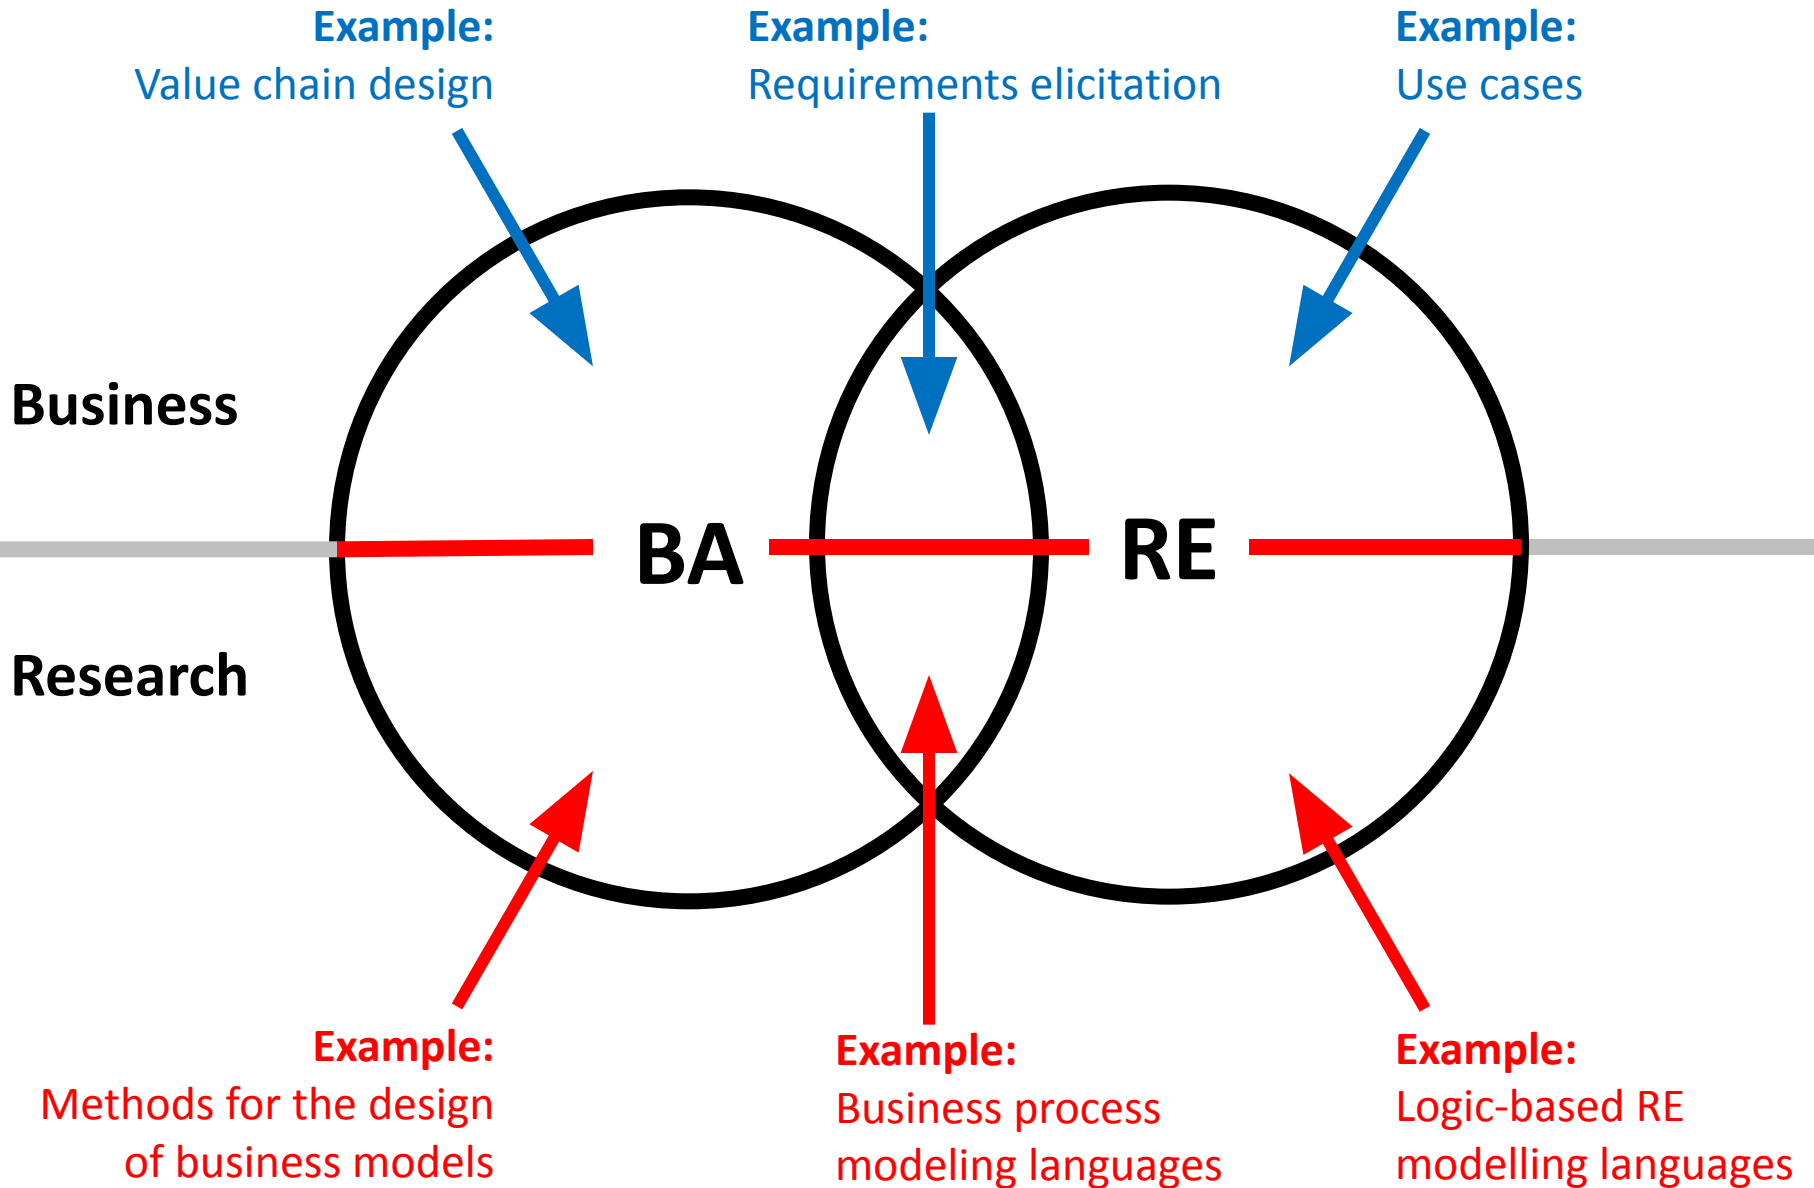 Example:
Value chain design
Example:
Requirements elicitation
Example:
Use cases
Business
BA
RE
Research
Example:
Methods for the design
of business models
Example:
Business process
modeling languages
Example:
Logic-based RE
modelling languages